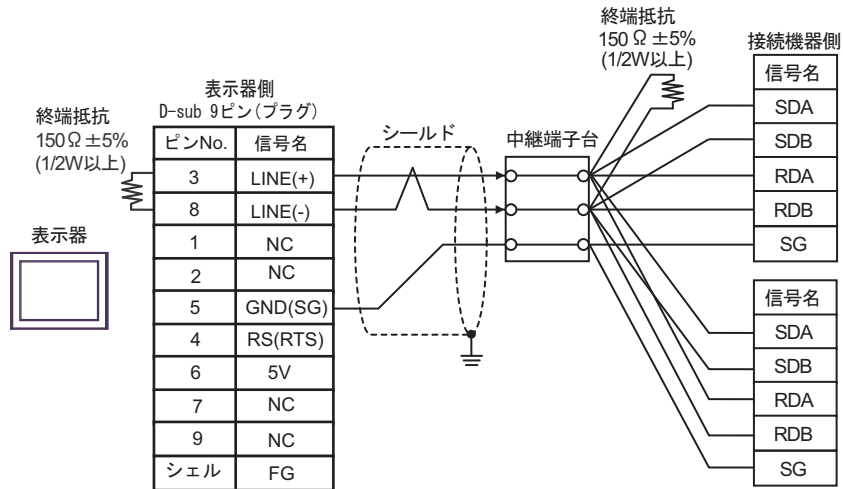 終端抵抗
150 Ω ±5%
(1/2W以上)
接続機器側
表示器側
D-sub 9ピン(プラグ)
終端抵抗
150Ω±5%
(1/2W以上)
シールド
中継端子台
表示器
ピンNo. 信号名
3 LINE(+)
8 LINE(-)
1 NC
2 NC
5 GND(SG)
4 RS(RTS)
6 5V
7 NC
9 NC
シェル FG
信号名
SDA
SDB
RDA
RDB
SG
信号名
SDA
SDB
RDA
RDB
SG